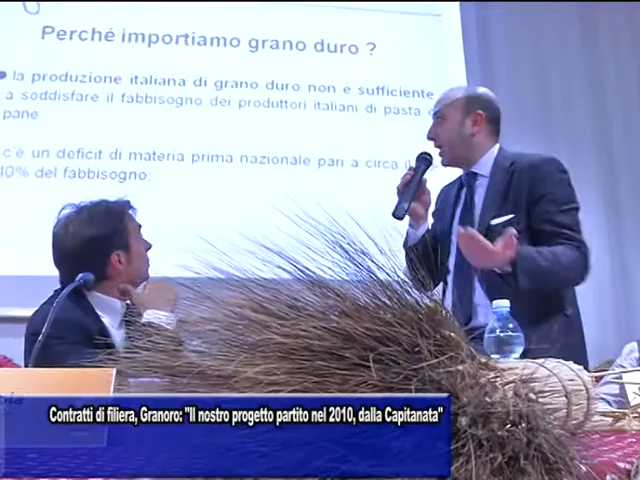 Perché importiamo grano duro ?
la produzione italiana di grano duro non è sufficiente
a soddisfare il fabbisogno dei produttori italiani di pasta e
pane.
c'è un deficit di materia prima nazionale pari a circa il
40% del fabbisogno;
Contratti di filiera, Granoro: "Il nostro progetto partito nel 2010, dalla Capitanata"